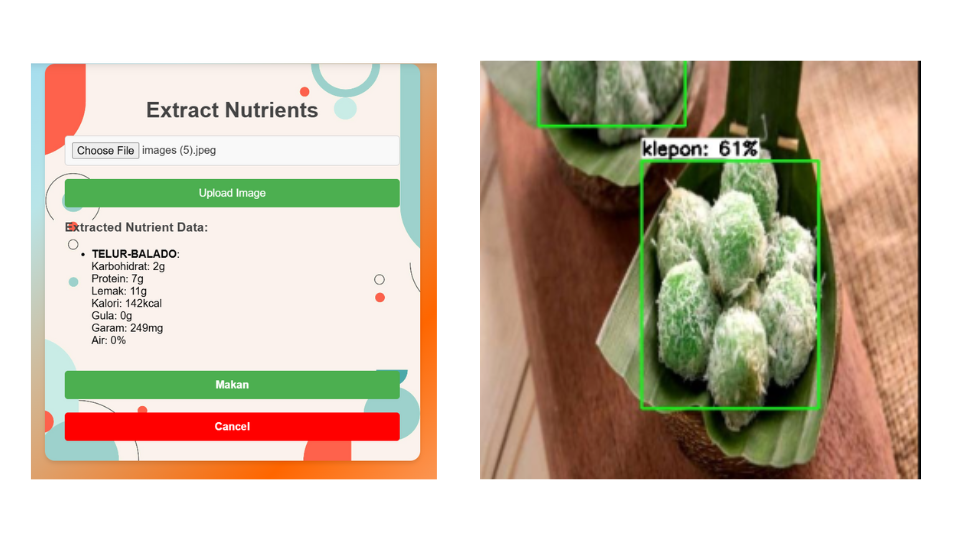 Extract Nutrients
Choose File images (5).jpeg
Upload Image
Extracted Nutrient Data:
TELUR-BALADO:
Karbohidrat: 2g
Protein: 7g
Lemak: 11g
Kalori: 142kcal
Gula: 0g
Garam: 249mg
Air: 0%
Makan
Cancel
klepon: 61%